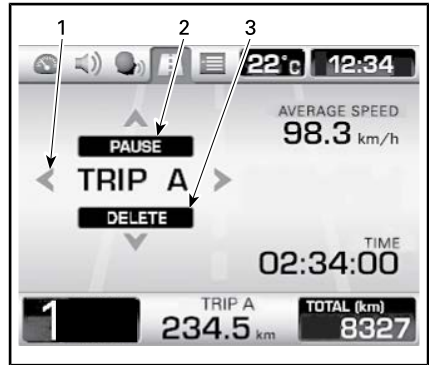 1 2 3
22°c 12:34
AVERAGE SPEED
98.3 km/h
PAUSE
TRIP A
DELETE
TIME
02:34:00
1
TRIP A
234.5 km
TOTAL (km)
8327